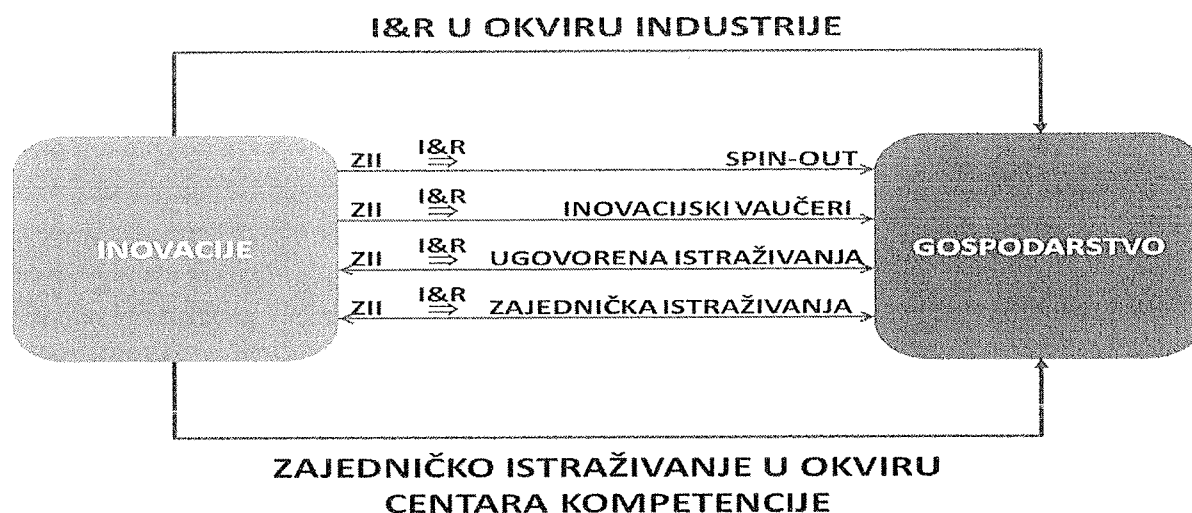 I&R U OKVIRU INDUSTRIJE
ZII I&R SPIN-OUT
ZII I&R INOVACIJSKI VAUČERI
INOVACIJE
GOSPODARSTVO
ZII I&R UGOVORENA ISTRAŽIVANJA
ZII I&R ZAJEDNIČKA ISTRAŽIVANJA
ZAJEDNIČKO ISTRAŽIVANJE U OKVIRU
CENTARA KOMPETENCIJE